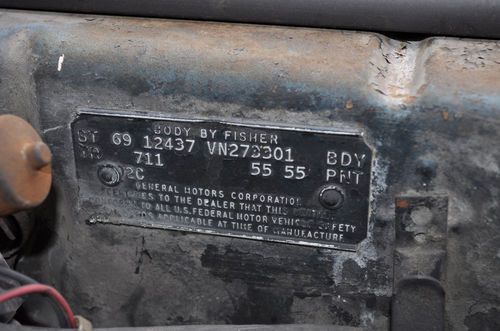 BODY BY FISHER
ST 69 12437 VN273301 BDY
TR 711 55 55 PNT
02C
GENERAL MOTORS CORPORATION
TO THE DEALER THAT THIS
TO ALL U.S. FEDERAL MOTOR VEHICLE SAFETY
APPLICABLE AT TIME OF MANUFACTURE